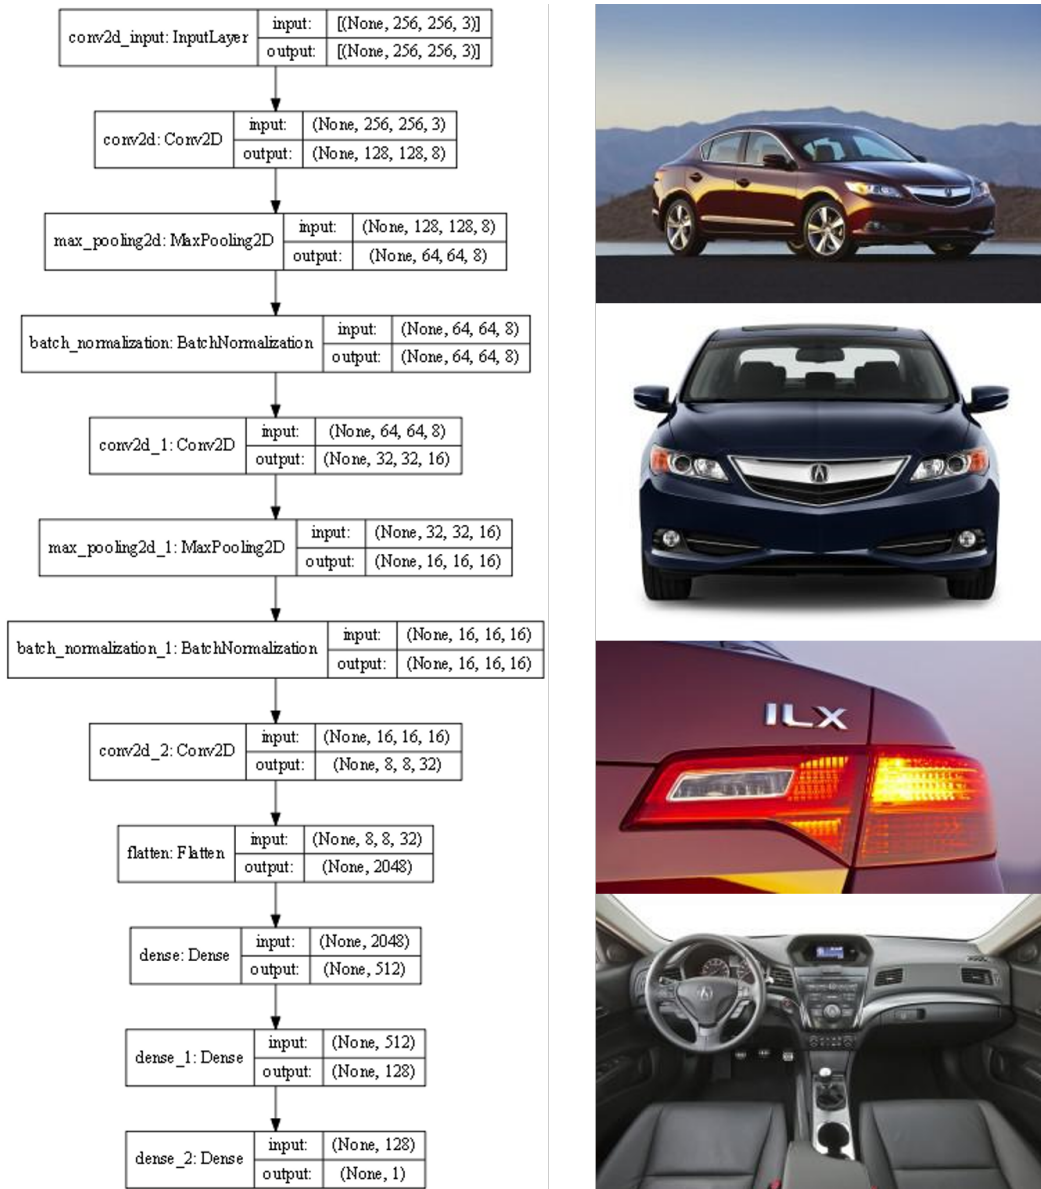 conv2d_input: InputLayer
input: [(None, 256, 256, 3)]
output: [(None, 256, 256, 3)]
conv2d: Conv2D
input: (None, 256, 256, 3)
output: (None, 128, 128, 8)
max_pooling2d: MaxPooling2D
input: (None, 128, 128, 8)
output: (None, 64, 64, 8)
batch_normalization: BatchNormalization
input: (None, 64, 64, 8)
output: (None, 64, 64, 8)
conv2d_1: Conv2D
input: (None, 64, 64, 8)
output: (None, 32, 32, 16)
max_pooling2d_1: MaxPooling2D
input: (None, 32, 32, 16)
output: (None, 16, 16, 16)
batch_normalization_1: BatchNormalization
input: (None, 16, 16, 16)
output: (None, 16, 16, 16)
conv2d_2: Conv2D
input: (None, 16, 16, 16)
output: (None, 8, 8, 32)
flatten: Flatten
input: (None, 8, 8, 32)
output: (None, 2048)
dense: Dense
input: (None, 2048)
output: (None, 512)
dense_1: Dense
input: (None, 512)
output: (None, 128)
dense_2: Dense
input: (None, 128)
output: (None, 1)
ILX